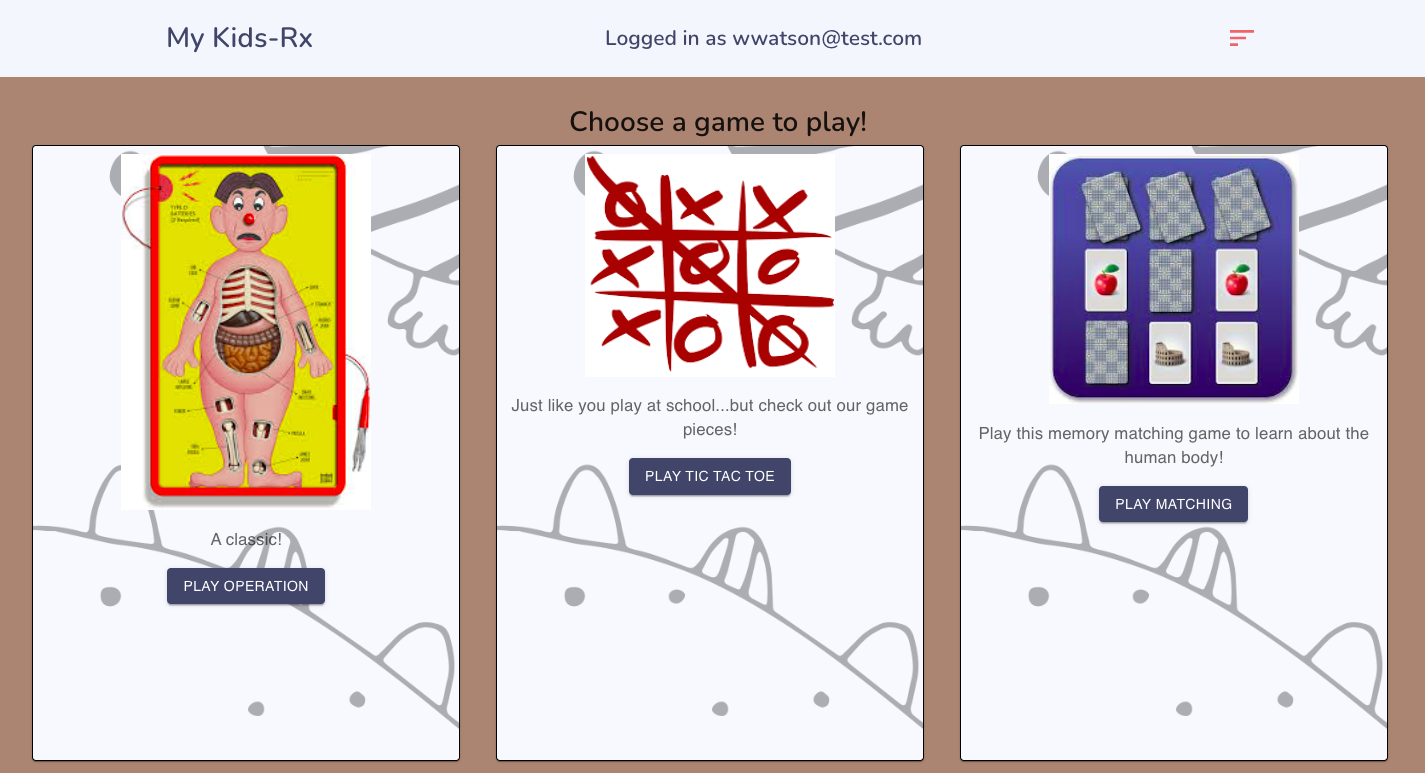 My Kids-Rx
Logged in as wwatson@test.com
Choose a game to play!
A classic!
PLAY OPERATION
Just like you play at school...but check out our game
pieces!
PLAY TIC TAC TOE
Play this memory matching game to learn about the
human body!
PLAY MATCHING